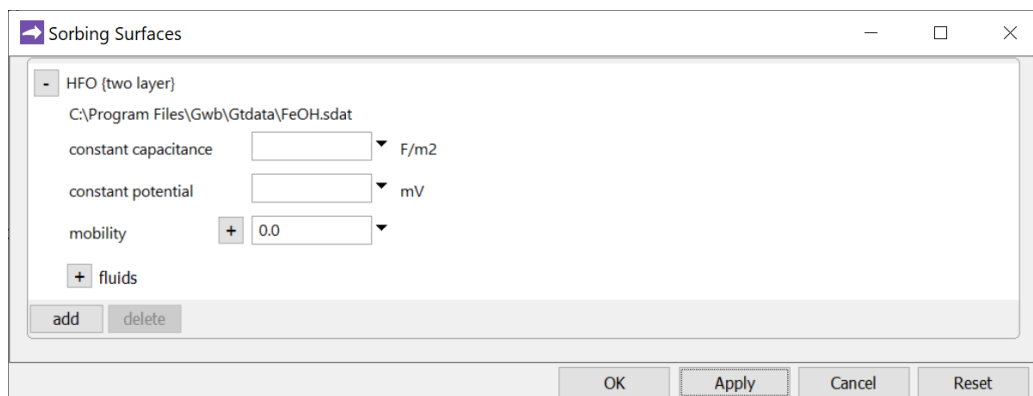 Sorbing Surfaces
- HFO {two layer}
C:\Program Files\Gwb\Gtdata\FeOH.sdat
constant capacitance F/m2
constant potential mV
mobility + 0.0
+ fluids
add delete
OK Apply Cancel Reset